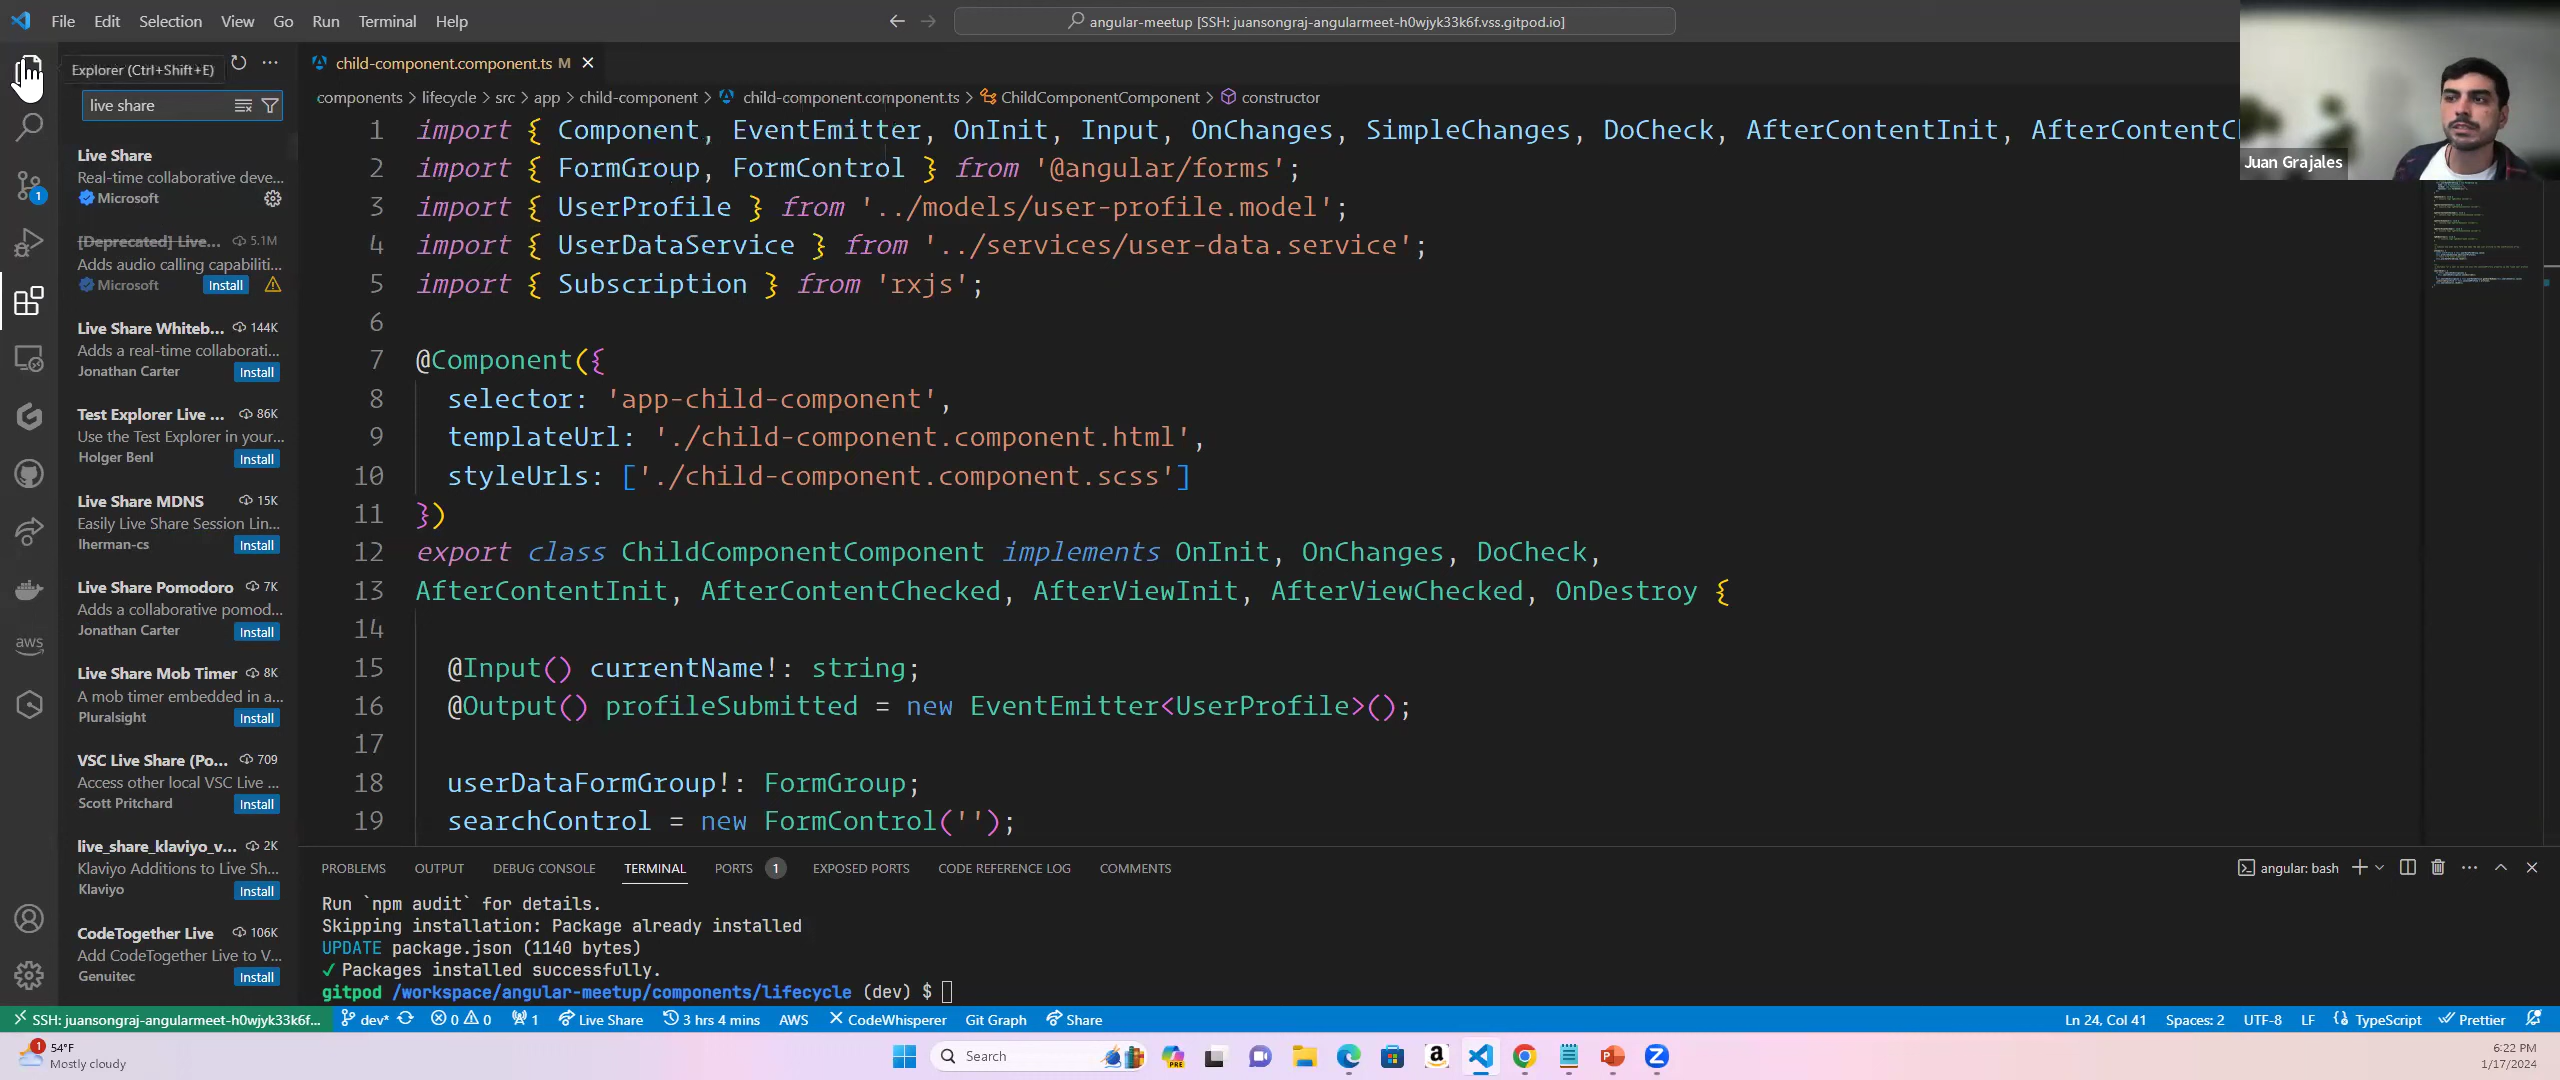 File Edit Selection View Go Run Terminal Help
angular-meetup [SSH: juansongraj-angularmeet-h0wjyk33k6f.vss.gitpod.io]
Explorer (Ctrl+Shift+E)
live share
Live Share
Real-time collaborative deve...
Microsoft
[Deprecated] Live... 5.1M
Adds audio calling capabiliti...
Microsoft Install
Live Share Whiteb... 144K
Adds a real-time collaborati...
Jonathan Carter Install
Test Explorer Live ... 86K
Use the Test Explorer in your...
Holger Benl Install
Live Share MDNS 15K
Easily Live Share Session Lin...
lherman-cs Install
Live Share Pomodoro 7K
Adds a collaborative pomod...
Jonathan Carter Install
Live Share Mob Timer 8K
A mob timer embedded in a...
Pluralsight Install
VSC Live Share (Po... 709
Access other local VSC Live ...
Scott Pritchard Install
live_share_klaviyo_v... 2K
Klaviyo Additions to Live Sh...
Klaviyo Install
CodeTogether Live 106K
Add CodeTogether Live to V...
Genuitec Install
1
aws
child-component.component.ts M
components > lifecycle > src > app > child-component > child-component.component.ts > ChildComponentComponent > constructor
1 import { Component, EventEmitter, OnInit, Input, OnChanges, SimpleChanges, DoCheck, AfterContentInit, AfterContentC
2 import { FormGroup, FormControl } from '@angular/forms';
3 import { UserProfile } from '../models/user-profile.model';
4 import { UserDataService } from '../services/user-data.service';
5 import { Subscription } from 'rxjs';
6
7 @Component({
8 selector: 'app-child-component',
9 templateUrl: './child-component.component.html',
10 styleUrls: ['./child-component.component.scss']
11 })
12 export class ChildComponentComponent implements OnInit, OnChanges, DoCheck,
13 AfterContentInit, AfterContentChecked, AfterViewInit, AfterViewChecked, OnDestroy {
14
15 @Input() currentName!: string;
16 @Output() profileSubmitted = new EventEmitter<UserProfile>();
17
18 userDataFormGroup!: FormGroup;
19 searchControl = new FormControl('');
Juan Grajales
PROBLEMS OUTPUT DEBUG CONSOLE TERMINAL PORTS 1 EXPOSED PORTS CODE REFERENCE LOG COMMENTS
angular: bash
Run `npm audit` for details.
Skipping installation: Package already installed
UPDATE package.json (1140 bytes)
✓ Packages installed successfully.
gitpod /workspace/angular-meetup/components/lifecycle (dev) $
SSH: juansongraj-angularmeet-h0wjyk33k6f... dev* 0 0 1 Live Share 3 hrs 4 mins AWS CodeWhisperer Git Graph Share
Ln 24, Col 41 Spaces: 2 UTF-8 LF TypeScript Prettier
1
54°F
Mostly cloudy
Search
PRE
6:22 PM
1/17/2024